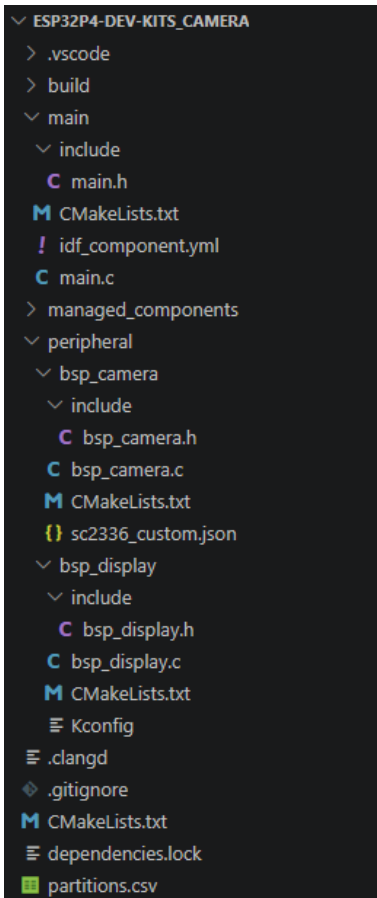 ESP32P4-DEV-KITS_CAMERA
.vscode
build
main
include
C main.h
M CMakeLists.txt
! idf_component.yml
C main.c
managed_components
peripheral
bsp_camera
include
C bsp_camera.h
C bsp_camera.c
M CMakeLists.txt
{} sc2336_custom.json
bsp_display
include
C bsp_display.h
C bsp_display.c
M CMakeLists.txt
Kconfig
.clangd
.gitignore
M CMakeLists.txt
dependencies.lock
partitions.csv